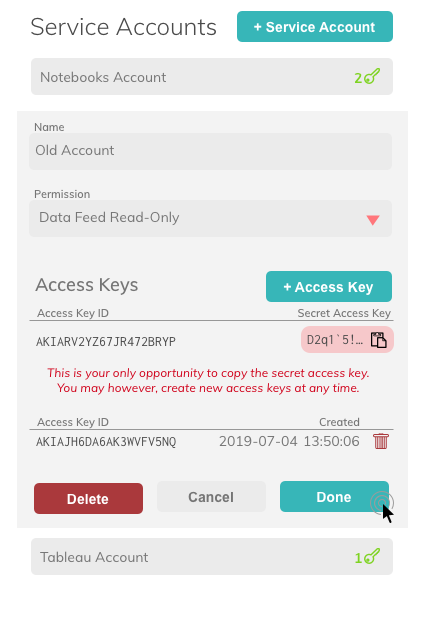 Service Accounts
+ Service Account
Notebooks Account
2
Name
Old Account
Permission
Data Feed Read-Only
Access Keys
+ Access Key
Access Key ID
Secret Access Key
AKIARV2YZ67JR472BRYP
D2q1`5!…
This is your only opportunity to copy the secret access key.
You may however, create new access keys at any time.
Access Key ID
Created
AKIAJH6DA6AK3WVFV5NQ
2019-07-04 13:50:06
Delete
Cancel
Done
Tableau Account
1